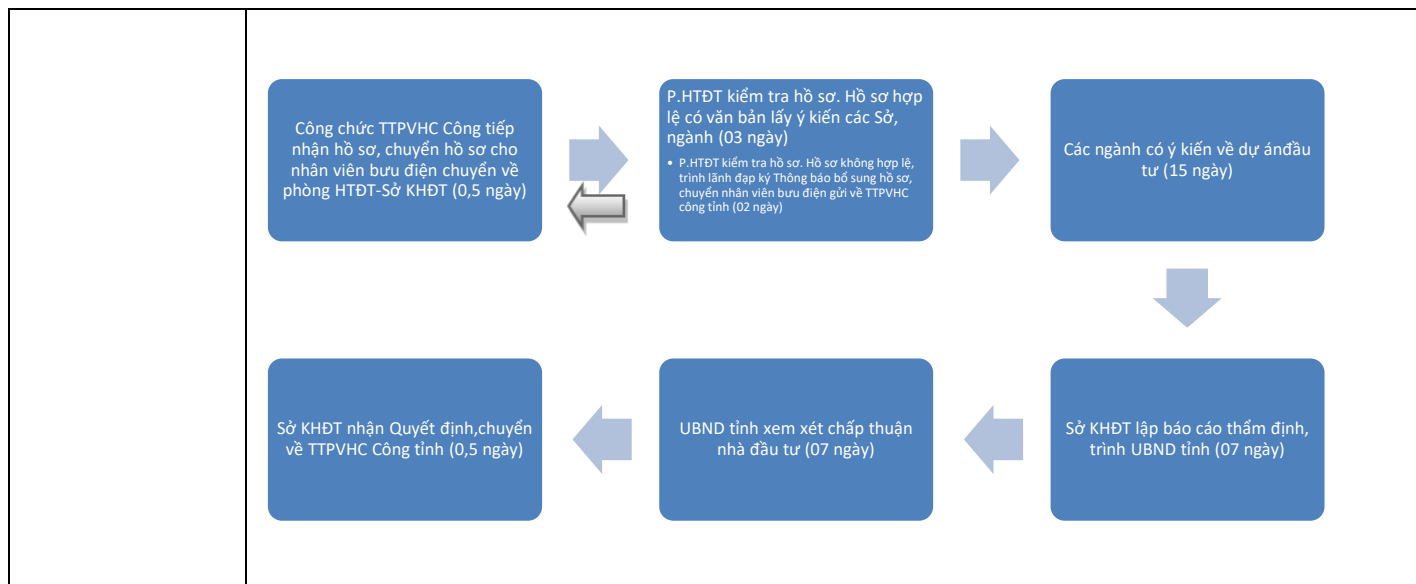 Công chức TTPVHC Công tiếp
nhận hồ sơ, chuyển hồ sơ cho
nhân viên bưu điện chuyển về
phòng HTĐT-Sở KHĐT (0,5 ngày)
P.HTĐT kiểm tra hồ sơ. Hồ sơ hợp
lệ có văn bản lấy ý kiến các Sở,
ngành (03 ngày)
• P.HTĐT kiểm tra hồ sơ. Hồ sơ không hợp lệ,
trình lãnh đạp ký Thông báo bổ sung hồ sơ,
chuyển nhân viên bưu điện gửi về TTPVHC
công tỉnh (02 ngày)
Các ngành có ý kiến về dự ánđầu
tư (15 ngày)
Sở KHĐT lập báo cáo thẩm định,
trình UBND tỉnh (07 ngày)
UBND tỉnh xem xét chấp thuận
nhà đầu tư (07 ngày)
Sở KHĐT nhận Quyết định,chuyển
về TTPVHC Công tỉnh (0,5 ngày)